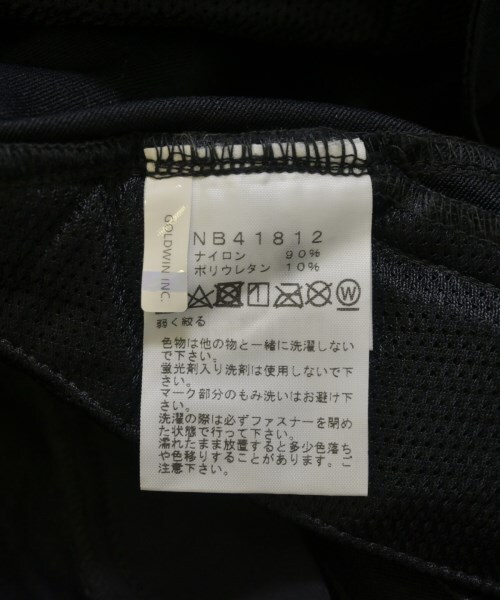 GOLDWIN INC.
NB41812
ナイロン 90%
ポリウレタン 10%
弱く絞る
色物は他の物と一緒に洗濯しない
で下さい。
蛍光剤入り洗剤は使用しないで下
さい。
マーク部分のもみ洗いはお避け下
さい。
洗濯の際は必ずファスナーを閉め
た状態で行って下さい。
濡れたまま放置すると多少色落ち
や色移りすることがあります。ご
注意下さい。